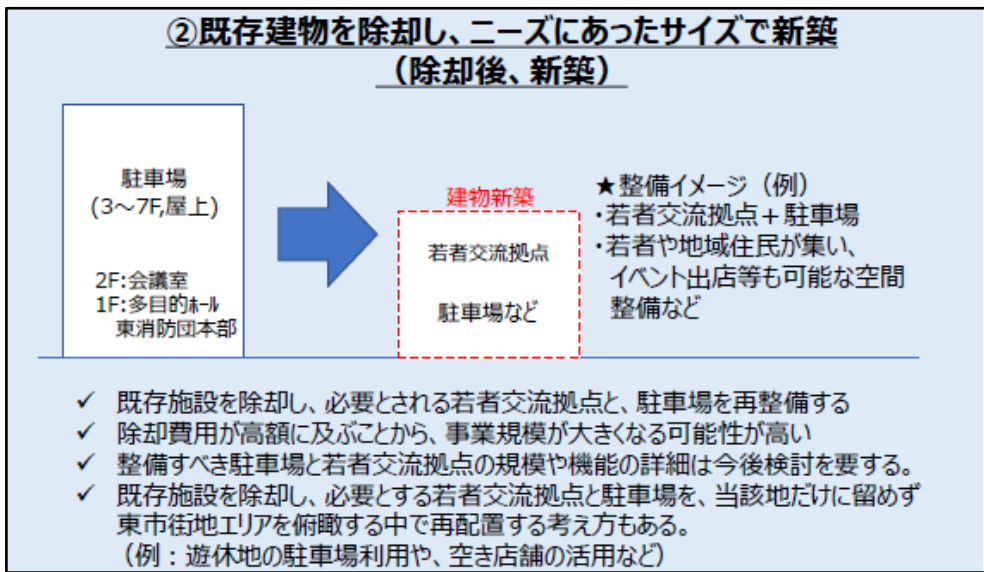 ②既存建物を除却し、ニーズにあったサイズで新築
（除却後、新築）
駐車場
(3～7F,屋上)
2F:会議室
1F:多目的ﾎｰﾙ
東消防団本部
建物新築
若者交流拠点
駐車場など
★整備イメージ（例）
・若者交流拠点＋駐車場
・若者や地域住民が集い、
イベント出店等も可能な空間
整備など
✓ 既存施設を除却し、必要とされる若者交流拠点と、駐車場を再整備する
✓ 除却費用が高額に及ぶことから、事業規模が大きくなる可能性が高い
✓ 整備すべき駐車場と若者交流拠点の規模や機能の詳細は今後検討を要する。
✓ 既存施設を除却し、必要とする若者交流拠点と駐車場を、当該地だけに留めず
東市街地エリアを俯瞰する中で再配置する考え方もある。
（例：遊休地の駐車場利用や、空き店舗の活用など）